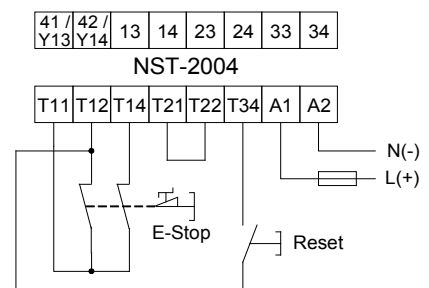 41 / 42 / 13 14 23 24 33 34
Y13 Y14
NST-2004
T11 T12 T14 T21 T22 T34 A1 A2
N(-)
L(+)
E-Stop
Reset